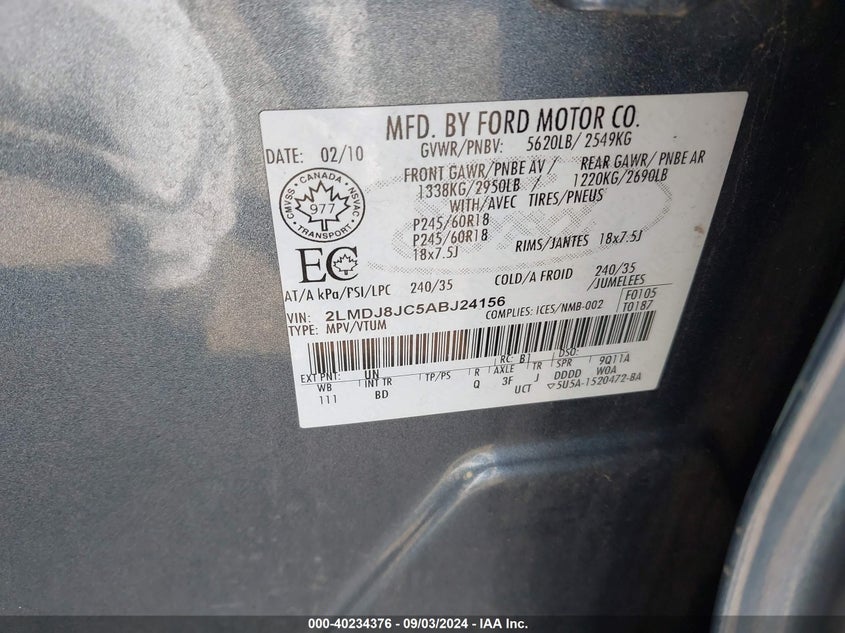 MFD. BY FORD MOTOR CO.
DATE: 02/10 GVWR/PNBV: 5620LB/2549KG
FRONT GAWR/PNBE AV / REAR GAWR/PNBE AR
1338KG/2950LB / 1220KG/2690LB
WITH/AVEC TIRES/PNEUS
CMVSS CANADA NSVAC
977
TRANSPORT
P245/60R18
P245/60R18 RIMS/JANTES 18x7.5J
18x7.5J
EC
AT/A kPa/PSI/LPC 240/35 COLD/A FROID 240/35
/JUMELEES
VIN: 2LMDJ8JC5ABJ24156 F0105
TYPE: MPV/VTUM COMPLIES: ICES/NMB-002 T0187
EXT PNT: UN RC: B1 DSO:
WB INT TR TP/PS R AXLE TR SPR 9Q11A
111 BD Q 3F J DDDD W0A
UCT ▽5U5A-1520472-BA
000-40234376 - 09/03/2024 - IAA Inc.